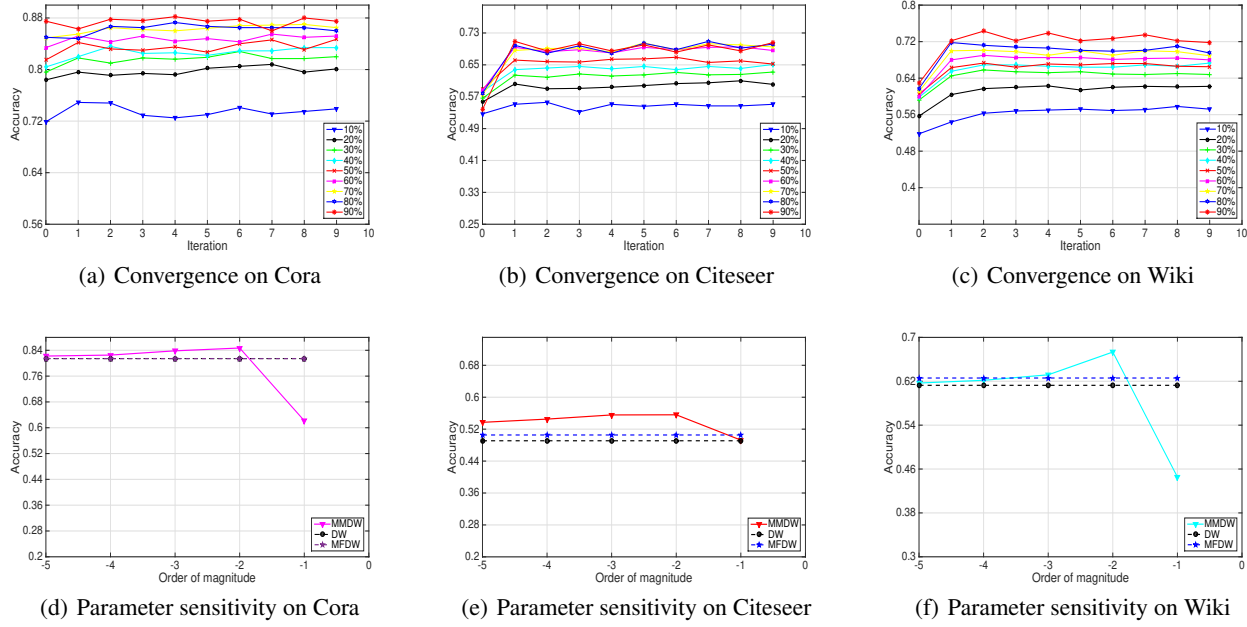 0.88
0.8
0.72
0.64
0.56
Accuracy
0 1 2 3 4 5 6 7 8 9 10
Iteration
10%
20%
30%
40%
50%
60%
70%
80%
90%
(a) Convergence on Cora
0.73
0.65
0.57
0.49
0.41
0.33
0.25
Accuracy
0 1 2 3 4 5 6 7 8 9 10
Iteration
10%
20%
30%
40%
50%
60%
70%
80%
90%
(b) Convergence on Citeseer
0.8
0.72
0.64
0.56
0.48
0.4
Accuracy
0 1 2 3 4 5 6 7 8 9 10
Iteration
10%
20%
30%
40%
50%
60%
70%
80%
90%
(c) Convergence on Wiki
0.84
0.76
0.68
0.6
0.52
0.44
0.36
0.28
0.2
Accuracy
-5 -4 -3 -2 -1 0
Order of magnitude
MMDW
DW
MFDW
(d) Parameter sensitivity on Cora
0.68
0.6
0.52
0.44
0.36
0.28
0.2
Accuracy
-5 -4 -3 -2 -1 0
Order of magnitude
MMDW
DW
MFDW
(e) Parameter sensitivity on Citeseer
0.7
0.62
0.54
0.46
0.38
0.3
Accuracy
-5 -4 -3 -2 -1 0
Order of magnitude
MMDW
DW
MFDW
(f) Parameter sensitivity on Wiki